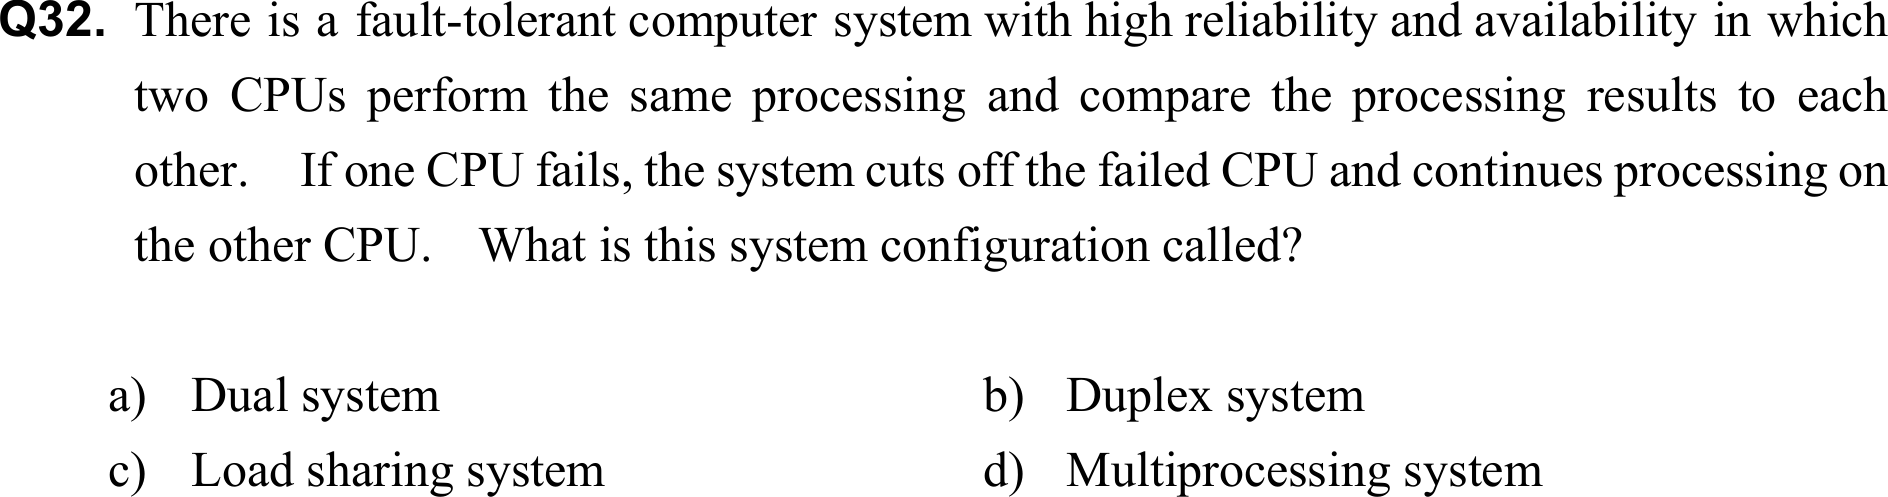 Q32. There is a fault-tolerant computer system with high reliability and availability in which
two CPUs perform the same processing and compare the processing results to each
other. If one CPU fails, the system cuts off the failed CPU and continues processing on
the other CPU. What is this system configuration called?
a) Dual system b) Duplex system
c) Load sharing system d) Multiprocessing system